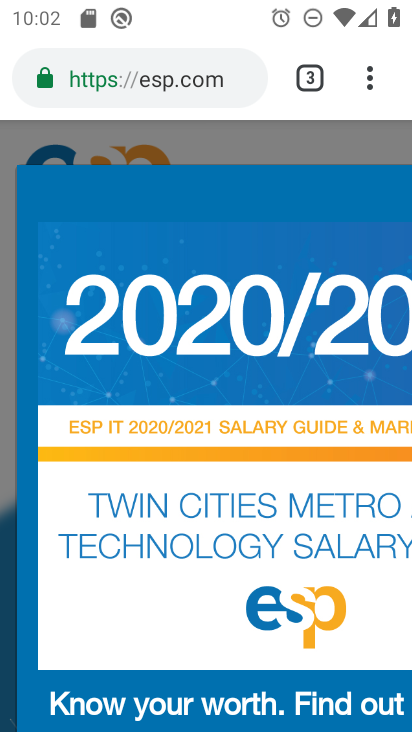 10:02
https://esp.com
3
esp
2020/20
ESP IT 2020/2021 SALARY GUIDE & MAR
TWIN CITIES METRO
TECHNOLOGY SALARY
esp
Know your worth. Find out